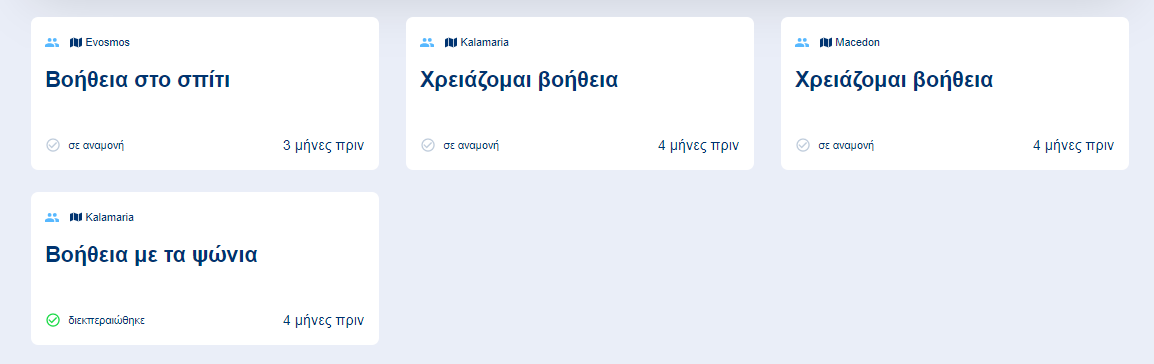 Evosmos
Βοήθεια στο σπίτι
σε αναμονή
3 μήνες πριν
Kalamaria
Χρειάζομαι βοήθεια
σε αναμονή
4 μήνες πριν
Macedon
Χρειάζομαι βοήθεια
σε αναμονή
4 μήνες πριν
Kalamaria
Βοήθεια με τα ψώνια
διεκπεραιώθηκε
4 μήνες πριν